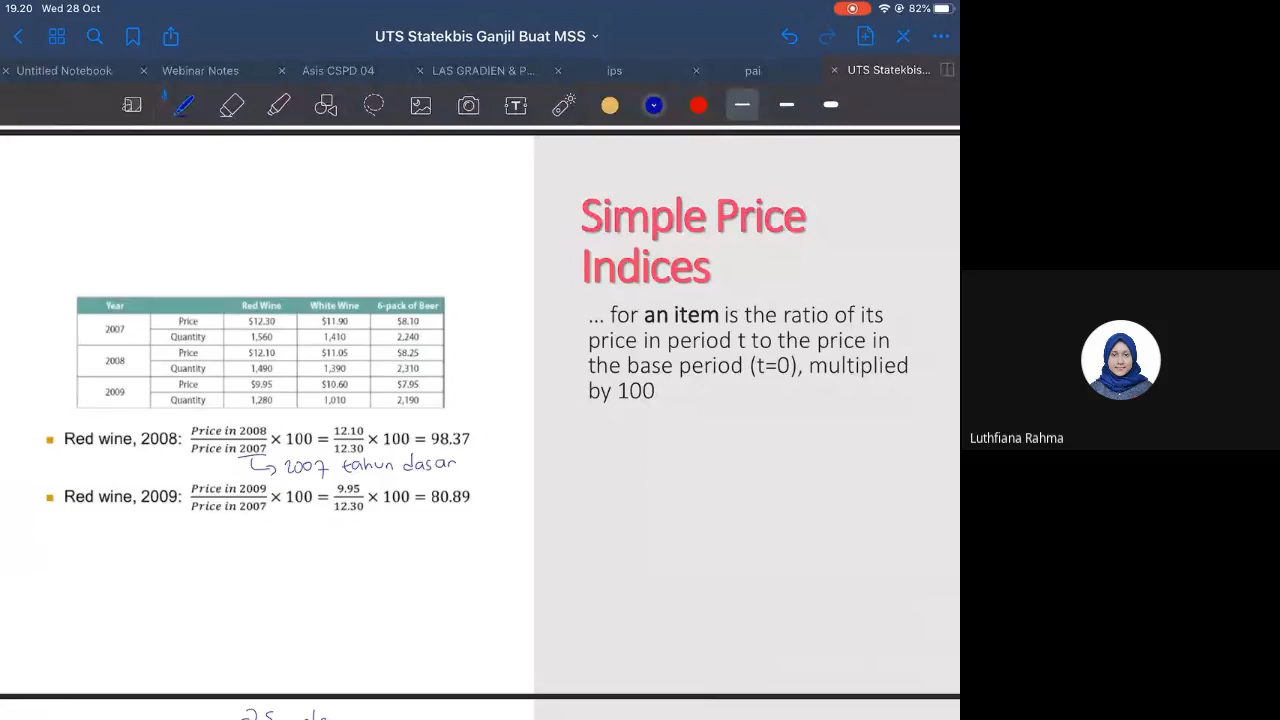 19.20 Wed 28 Oct
82%
UTS Statekbis Ganjil Buat MSS
Untitled Notebook
Webinar Notes
Asis CSPD 04
LAS GRADIEN & P...
ips
pai
UTS Statekbis...
Simple Price
Indices
... for an item is the ratio of its
price in period t to the price in
the base period (t=0), multiplied
by 100
Year Red Wine White Wine 6-pack of Beer
2007 Price $12.30 $11.90 $8.10
Quantity 1,560 1,410 2,240
2008 Price $12.10 $11.05 $8.25
Quantity 1,490 1,390 2,310
2009 Price $9.95 $10.60 $7.95
Quantity 1,280 1,010 2,190
Red wine, 2008: Price in 2008 / Price in 2007 × 100 = 12.10 / 12.30 × 100 = 98.37
↳ 2007 tahun dasar
Red wine, 2009: Price in 2009 / Price in 2007 × 100 = 9.95 / 12.30 × 100 = 80.89
Luthfiana Rahma